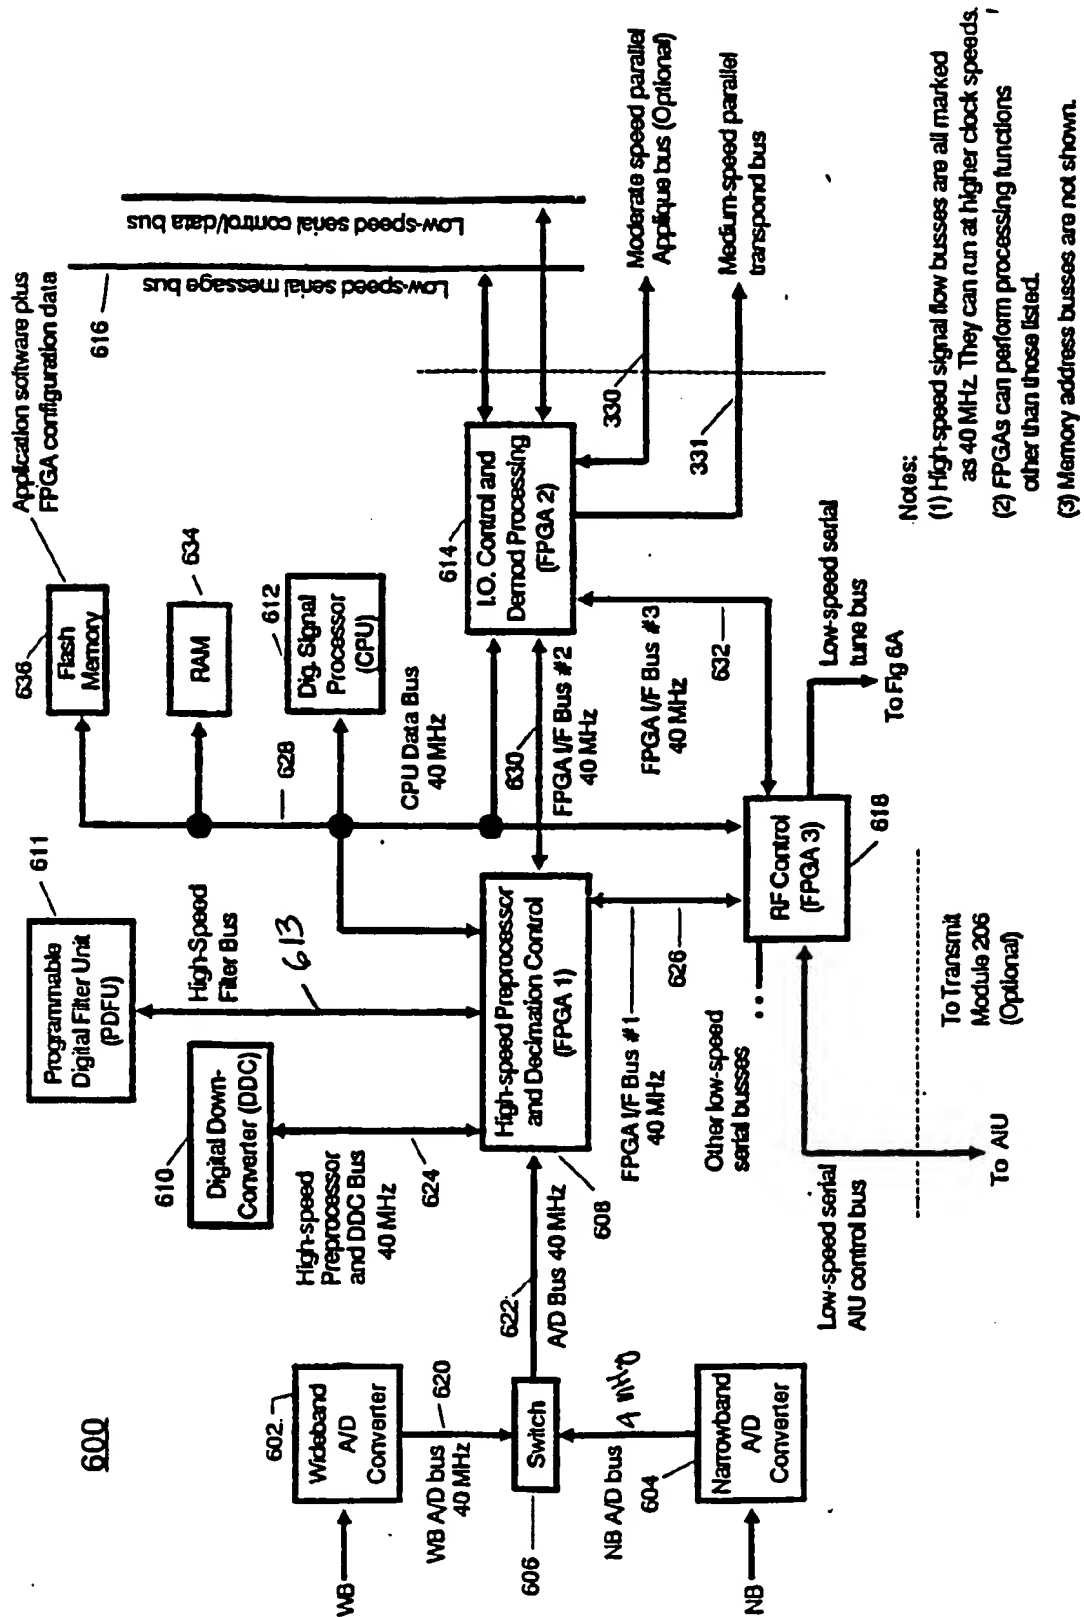 600
WB
602
Wideband
A/D
Converter
620
WB A/D bus
40 MHz
606
Switch
NB A/D bus
604
NB
Narrowband
A/D
Converter
622
A/D Bus 40 MHz
608
610
Digital Down-
Converter (DDC)
High-speed
Preprocessor
and DDC Bus
40 MHz
624
611
Programmable
Digital Filter Unit
(PDFU)
High-Speed
Filter Bus
613
High-speed Preprocessor
and Decimation Control
(FPGA 1)
FPGA I/F Bus #1
40 MHz
626
636
Flash
Memory
Application software plus
FPGA configuration data
RAM
634
628
Dig. Signal
Processor
(CPU)
612
CPU Data Bus
40 MHz
630
FPGA I/F Bus #2
40 MHz
614
I.O. Control and
Demod Processing
(FPGA 2)
FPGA I/F Bus #3
40 MHz
632
616
Low-speed serial message bus
Low-speed serial control/data bus
330
Moderate speed parallel
Applique bus (Optional)
331
Medium-speed parallel
transpond bus
RF Control
(FPGA 3)
618
Other low-speed
serial busses
Low-speed serial
tune bus
To Fig 6A
Low-speed serial
AIU control bus
To AIU
To Transmit
Module 206
(Optional)
Notes:
(1) High-speed signal flow busses are all marked
as 40 MHz. They can run at higher clock speeds.
(2) FPGAs can perform processing functions
other than those listed.
(3) Memory address busses are not shown.